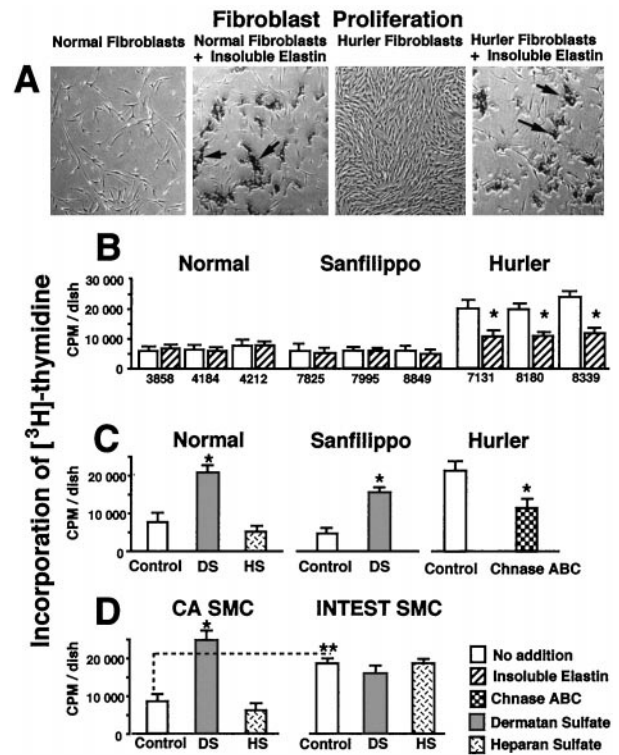 Fibroblast Proliferation
Normal Fibroblasts
Normal Fibroblasts
+ Insoluble Elastin
Hurler Fibroblasts
Hurler Fibroblasts
+ Insoluble Elastin
A
Incorporation of [³H]-thymidine
B
Normal Sanfilippo Hurler
CPM / dish
30 000
20 000
10 000
0
* * *
3858 4184 4212 7825 7995 8849 7131 8180 8339
C
Normal Sanfilippo Hurler
CPM / dish
20 000
10 000
0
* * *
Control DS HS Control DS Control Chnase ABC
D
CA SMC INTEST SMC
CPM / dish
20 000
10 000
0
* **
Control DS HS Control DS HS
No addition
Insoluble Elastin
Chnase ABC
Dermatan Sulfate
Heparan Sulfate